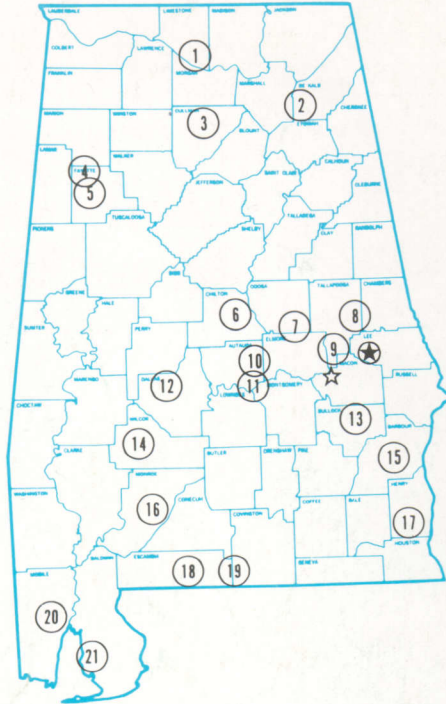 LAUDERDALE
LIMESTONE
MADISON
JACKSON
COLBERT
LAWRENCE
1
MORGAN
FRANKLIN
MARSHALL
DE KALB
2
CHEROKEE
MARION
WINSTON
CULLMAN
3
BLOUNT
ETOWAH
LAMAR
WALKER
4
FAYETTE
5
JEFFERSON
SAINT CLAIR
CALHOUN
CLEBURNE
PICKENS
TUSCALOOSA
SHELBY
TALLADEGA
CLAY
RANDOLPH
BIBB
GREENE
HALE
CHILTON
COOSA
TALLAPOOSA
CHAMBERS
SUMTER
PERRY
6
7
8
ELMORE
LEE
AUTAUGA
9
10
MACON
MARENGO
DALLAS
12
11
MONTGOMERY
LOWNDES
RUSSELL
CHOCTAW
BULLOCK
13
WILCOX
14
BARBOUR
CLARKE
BUTLER
CRENSHAW
PIKE
15
MONROE
HENRY
WASHINGTON
16
CONECUH
COVINGTON
COFFEE
DALE
17
HOUSTON
BALDWIN
ESCAMBIA
18
19
GENEVA
MOBILE
20
21